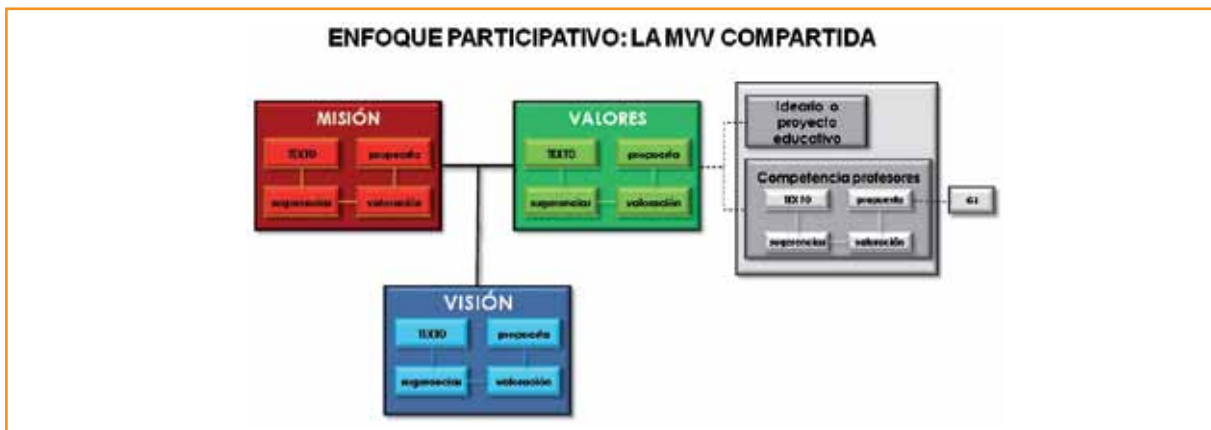 ENFOQUE PARTICIPATIVO: LA MVV COMPARTIDA
MISIÓN
TEXTO propuesta
sugerencias valoración
VALORES
TEXTO propuesta
sugerencias valoración
Ideario o
proyecto
educativo
Competencia profesores
TEXTO propuesta
sugerencias valoración
VISIÓN
TEXTO propuesta
sugerencias valoración